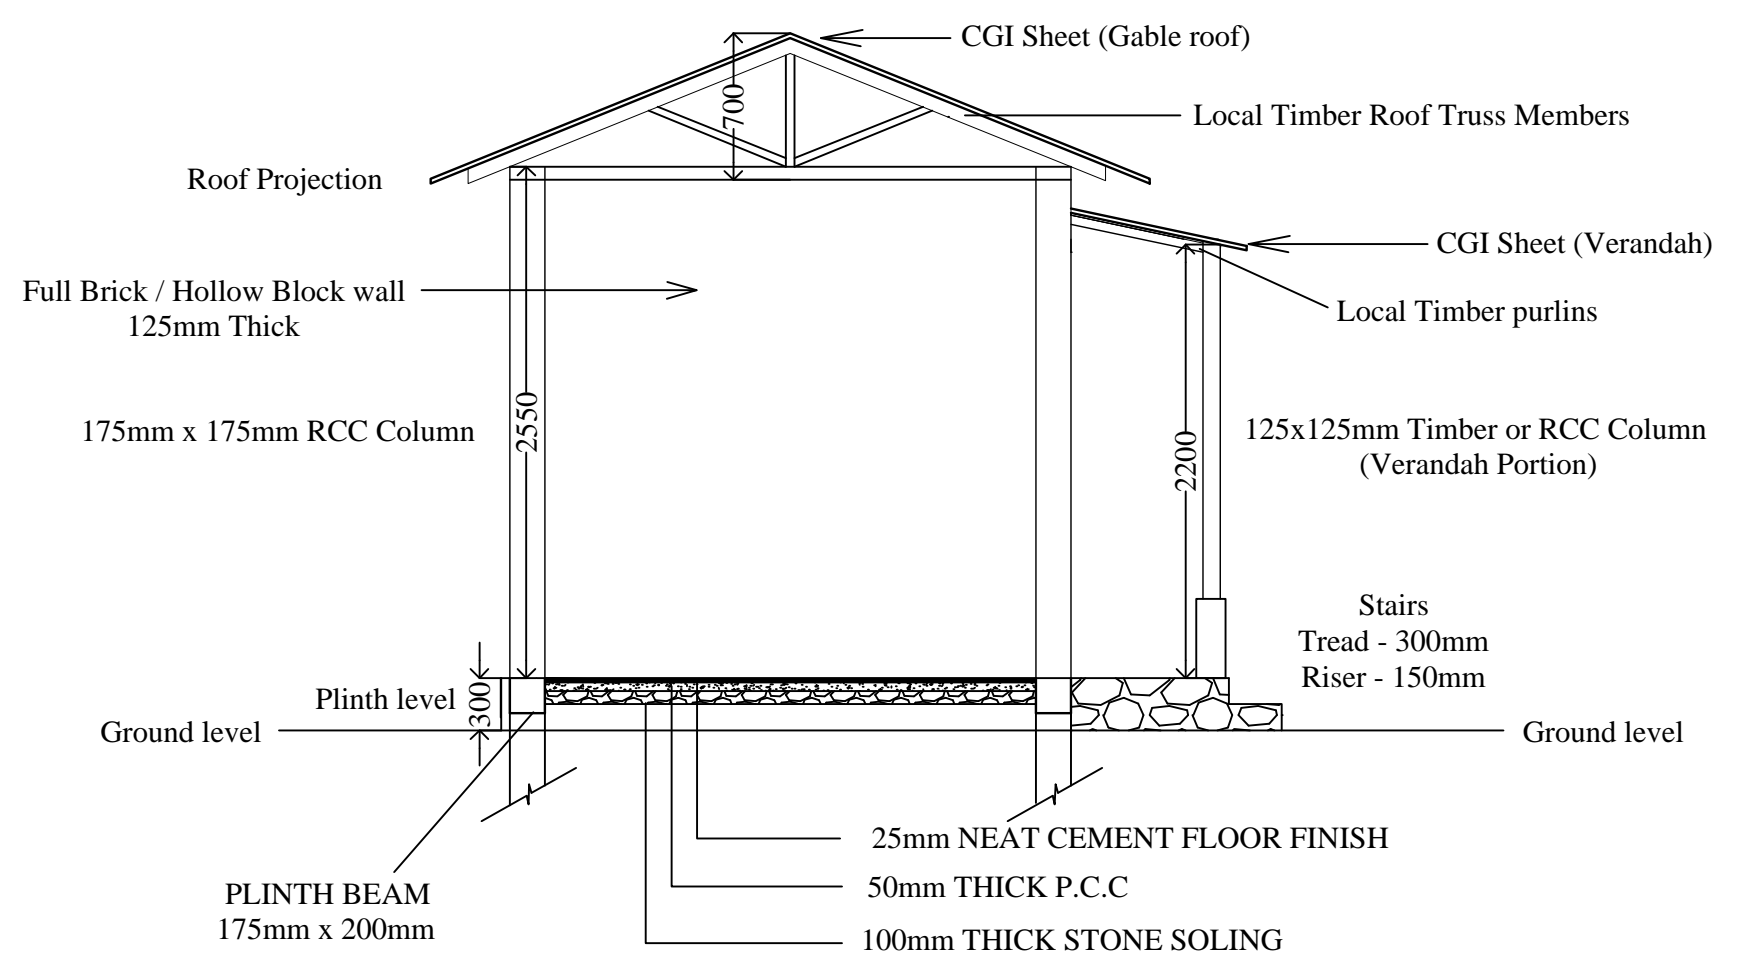 CGI Sheet (Gable roof)
700
Local Timber Roof Truss Members
Roof Projection
CGI Sheet (Verandah)
Full Brick / Hollow Block wall
125mm Thick
Local Timber purlins
2550
175mm x 175mm RCC Column
2200
125x125mm Timber or RCC Column
(Verandah Portion)
Stairs
Tread - 300mm
Riser - 150mm
Plinth level
300
Ground level
Ground level
25mm NEAT CEMENT FLOOR FINISH
50mm THICK P.C.C
100mm THICK STONE SOLING
PLINTH BEAM
175mm x 200mm